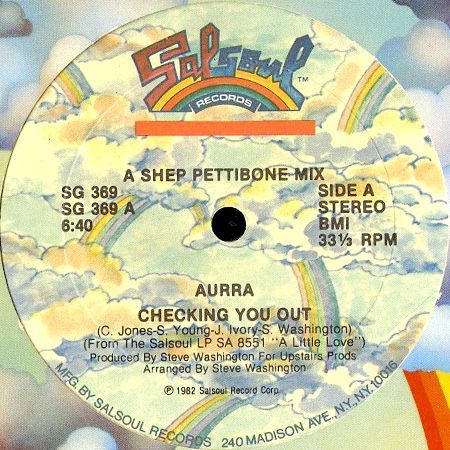 Salsoul TM
RECORDS
A SHEP PETTIBONE MIX
SG 369
SG 369 A
6:40
SIDE A
STEREO
BMI
33⅓ RPM
AURRA
CHECKING YOU OUT
(C. Jones-S. Young-J. Ivory-S. Washington)
(From The Salsoul LP SA 8551 "A Little Love")
Produced By Steve Washington For Upstairs Prods
Arranged By Steve Washington
℗ 1982 Salsoul Record Corp.
MFG. BY SALSOUL RECORDS 240 MADISON AVE., NY., NY 10016